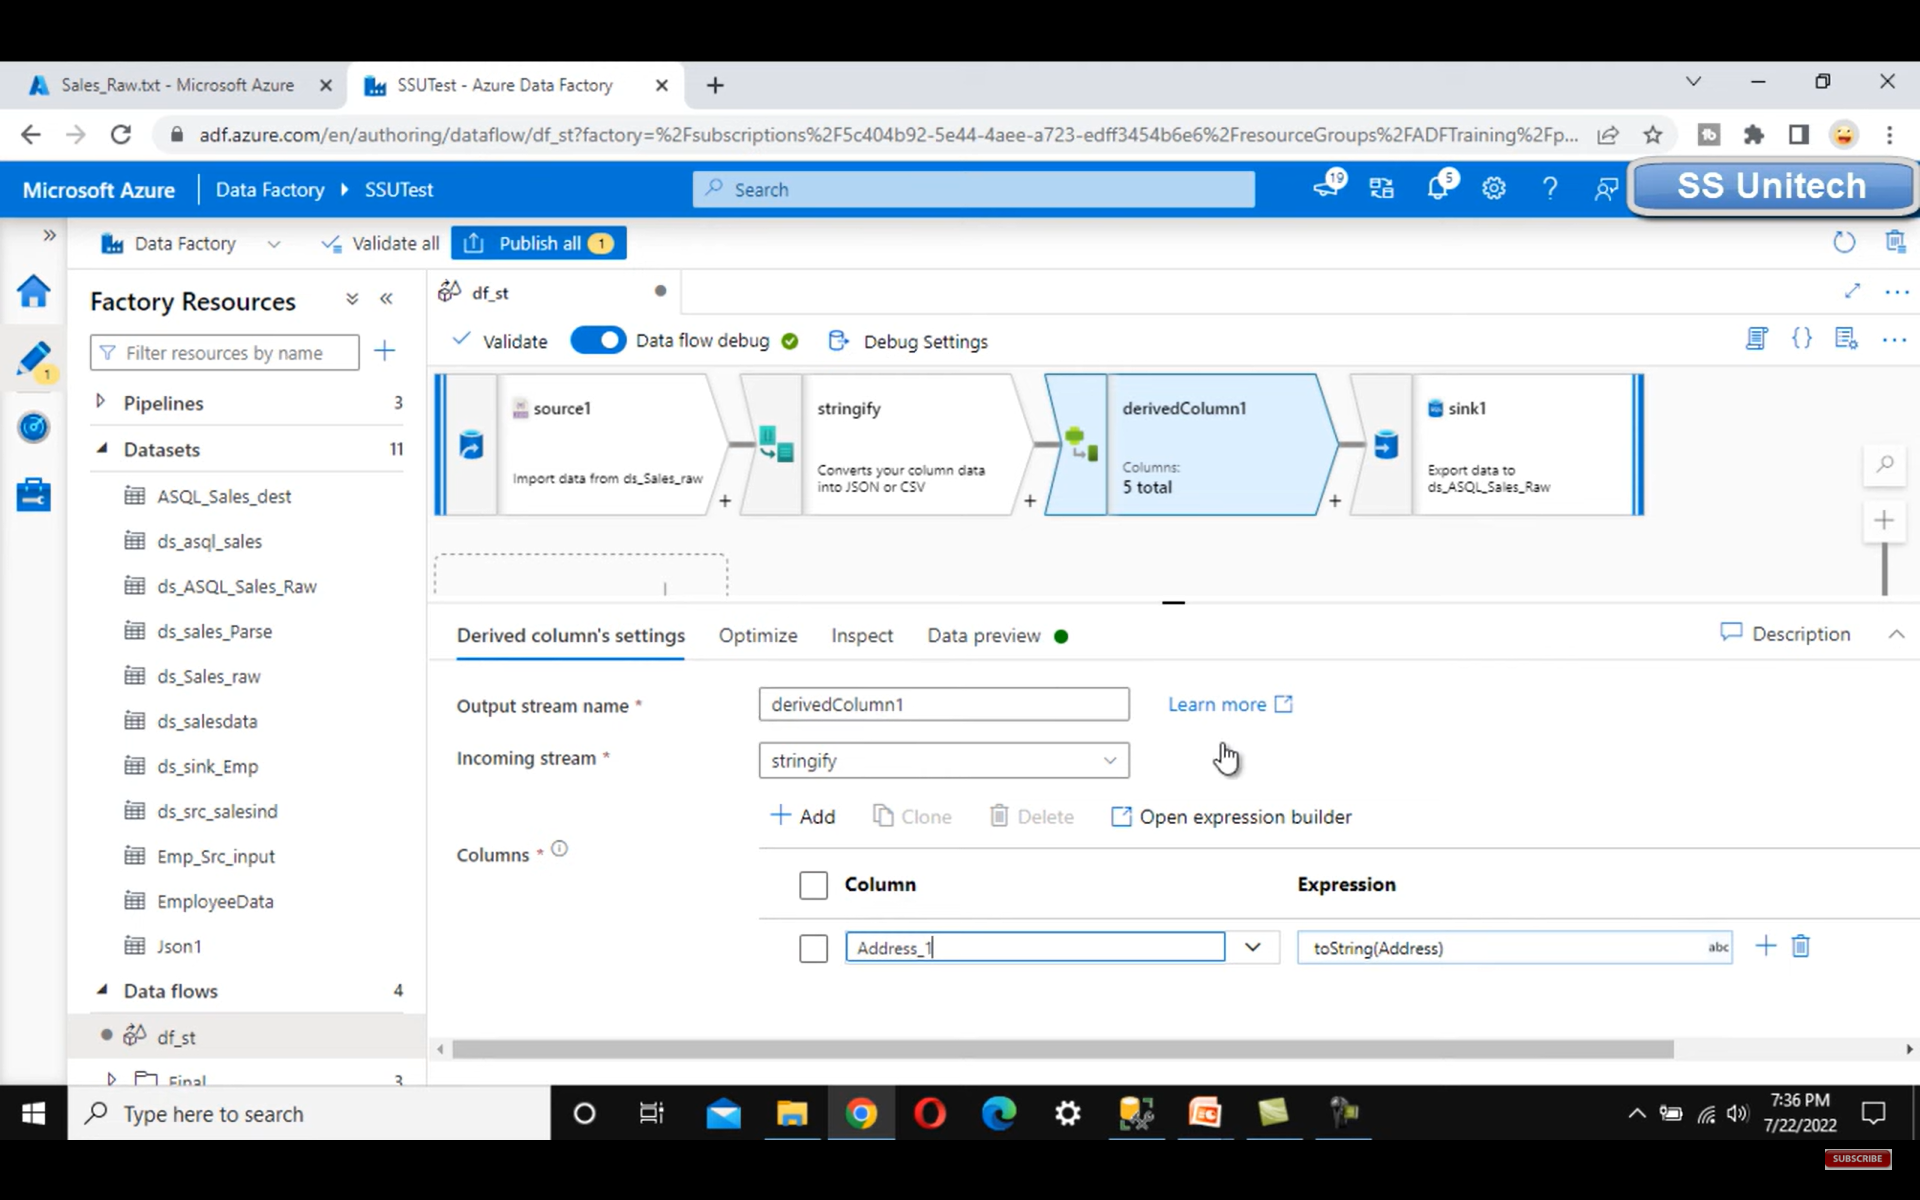 Sales_Raw.txt - Microsoft Azure
SSUTest - Azure Data Factory
adf.azure.com/en/authoring/dataflow/df_st?factory=%2Fsubscriptions%2F5c404b92-5e44-4aee-a723-edff3454b6e6%2FresourceGroups%2FADFTraining%2Fp...
Microsoft Azure
Data Factory
SSUTest
Search
19
5
SS Unitech
Data Factory
Validate all
Publish all 1
Factory Resources
df_st
Filter resources by name
Validate
Data flow debug
Debug Settings
1
Pipelines 3
Datasets 11
ASQL_Sales_dest
ds_asql_sales
ds_ASQL_Sales_Raw
ds_sales_Parse
ds_Sales_raw
ds_salesdata
ds_sink_Emp
ds_src_salesind
Emp_Src_input
EmployeeData
Json1
Data flows 4
df_st
Final 3
source1
Import data from ds_Sales_raw
stringify
Converts your column data
into JSON or CSV
derivedColumn1
Columns:
5 total
sink1
Export data to
ds_ASQL_Sales_Raw
Derived column's settings
Optimize
Inspect
Data preview
Description
Output stream name *
derivedColumn1
Learn more
Incoming stream *
stringify
Add
Clone
Delete
Open expression builder
Columns *
Column
Expression
Address_1
toString(Address)
abc
Type here to search
7:36 PM
7/22/2022
SUBSCRIBE